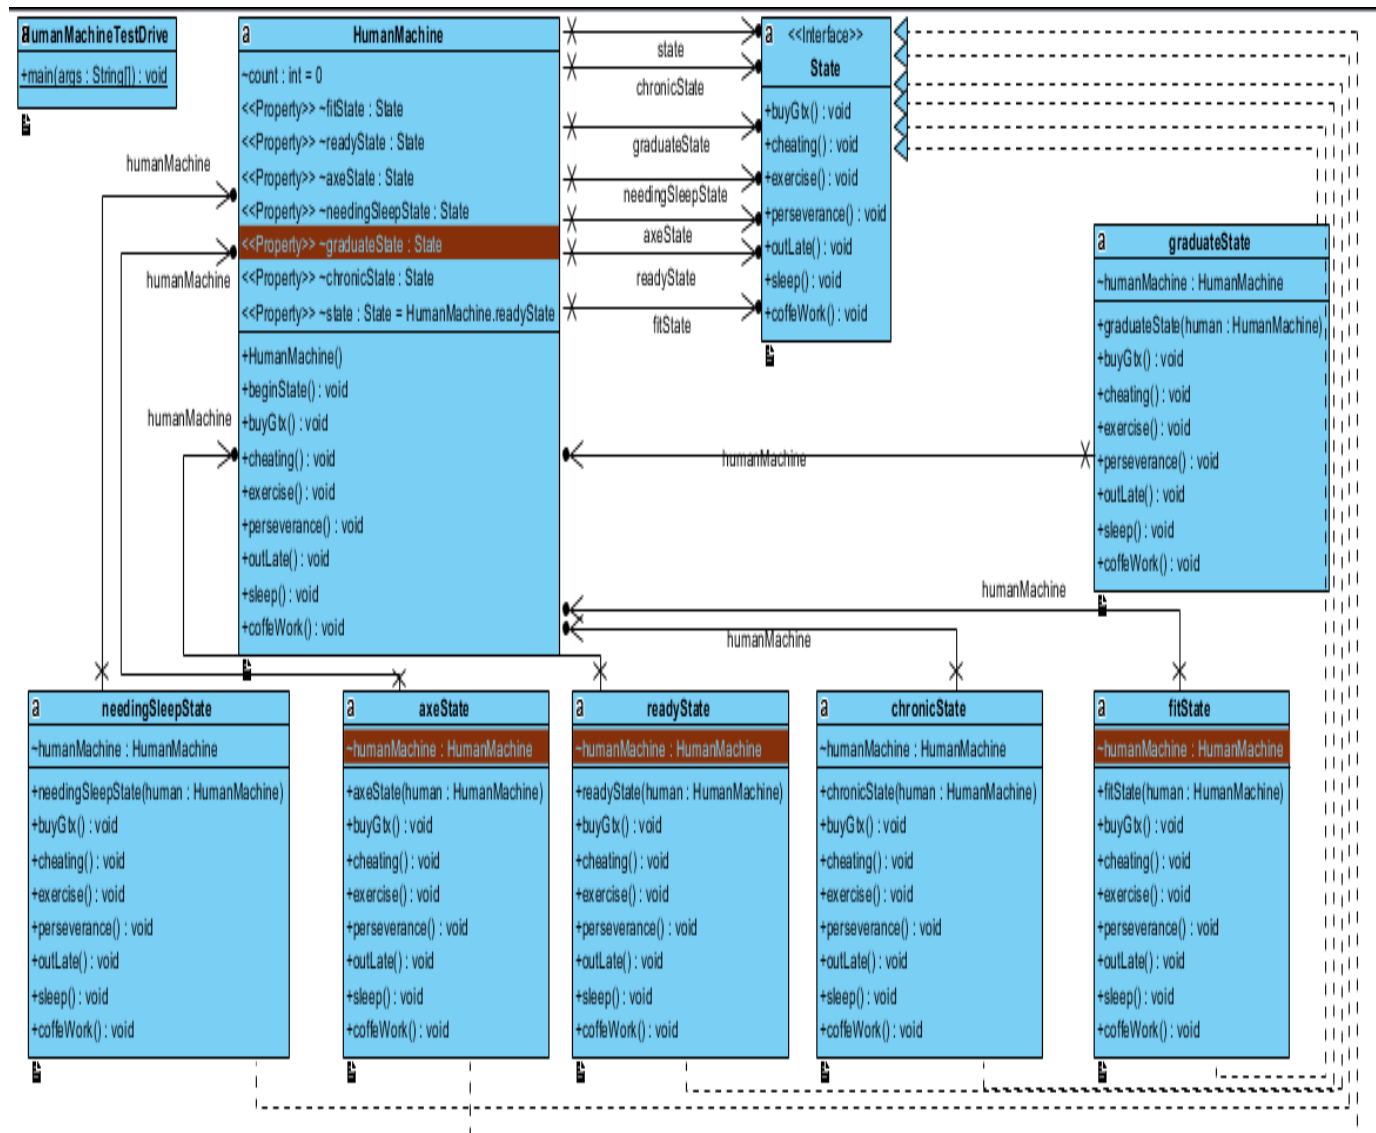 HumanMachineTestDrive
+main(args : String[]) : void
a
HumanMachine
~count : int = 0
<<Property>> ~fitState : State
<<Property>> ~readyState : State
<<Property>> ~axeState : State
<<Property>> ~needingSleepState : State
<<Property>> ~graduateState : State
<<Property>> ~chronicState : State
<<Property>> ~state : State = HumanMachine.readyState
+HumanMachine()
+beginState() : void
+buyGtx() : void
+cheating() : void
+exercise() : void
+perseverance() : void
+outLate() : void
+sleep() : void
+coffeWork() : void
state
chronicState
graduateState
needingSleepState
axeState
readyState
fitState
a
<<Interface>>
State
+buyGtx() : void
+cheating() : void
+exercise() : void
+perseverance() : void
+outLate() : void
+sleep() : void
+coffeWork() : void
humanMachine
humanMachine
humanMachine
humanMachine
humanMachine
humanMachine
a
graduateState
~humanMachine : HumanMachine
+graduateState(human : HumanMachine)
+buyGtx() : void
+cheating() : void
+exercise() : void
+perseverance() : void
+outLate() : void
+sleep() : void
+coffeWork() : void
a
needingSleepState
~humanMachine : HumanMachine
+needingSleepState(human : HumanMachine)
+buyGtx() : void
+cheating() : void
+exercise() : void
+perseverance() : void
+outLate() : void
+sleep() : void
+coffeWork() : void
a
axeState
~humanMachine : HumanMachine
+axeState(human : HumanMachine)
+buyGtx() : void
+cheating() : void
+exercise() : void
+perseverance() : void
+outLate() : void
+sleep() : void
+coffeWork() : void
a
readyState
~humanMachine : HumanMachine
+readyState(human : HumanMachine)
+buyGtx() : void
+cheating() : void
+exercise() : void
+perseverance() : void
+outLate() : void
+sleep() : void
+coffeWork() : void
a
chronicState
~humanMachine : HumanMachine
+chronicState(human : HumanMachine)
+buyGtx() : void
+cheating() : void
+exercise() : void
+perseverance() : void
+outLate() : void
+sleep() : void
+coffeWork() : void
a
fitState
~humanMachine : HumanMachine
+fitState(human : HumanMachine)
+buyGtx() : void
+cheating() : void
+exercise() : void
+perseverance() : void
+outLate() : void
+sleep() : void
+coffeWork() : void